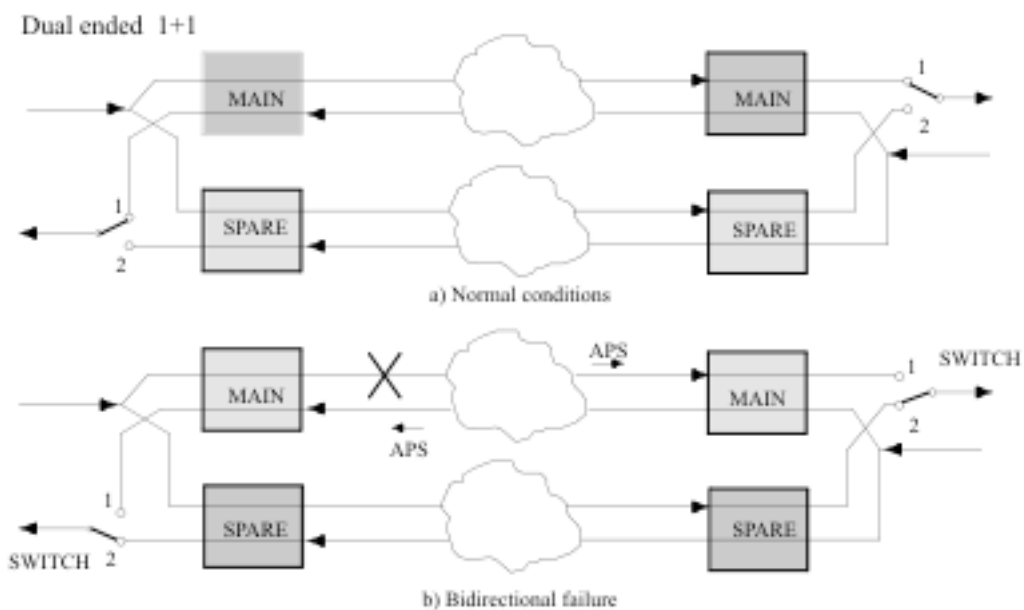 Dual ended 1+1
MAIN
MAIN
1
2
1
2
SPARE
SPARE
a) Normal conditions
MAIN
APS
APS
MAIN
1
2
SWITCH
1
2
SWITCH
SPARE
SPARE
b) Bidirectional failure